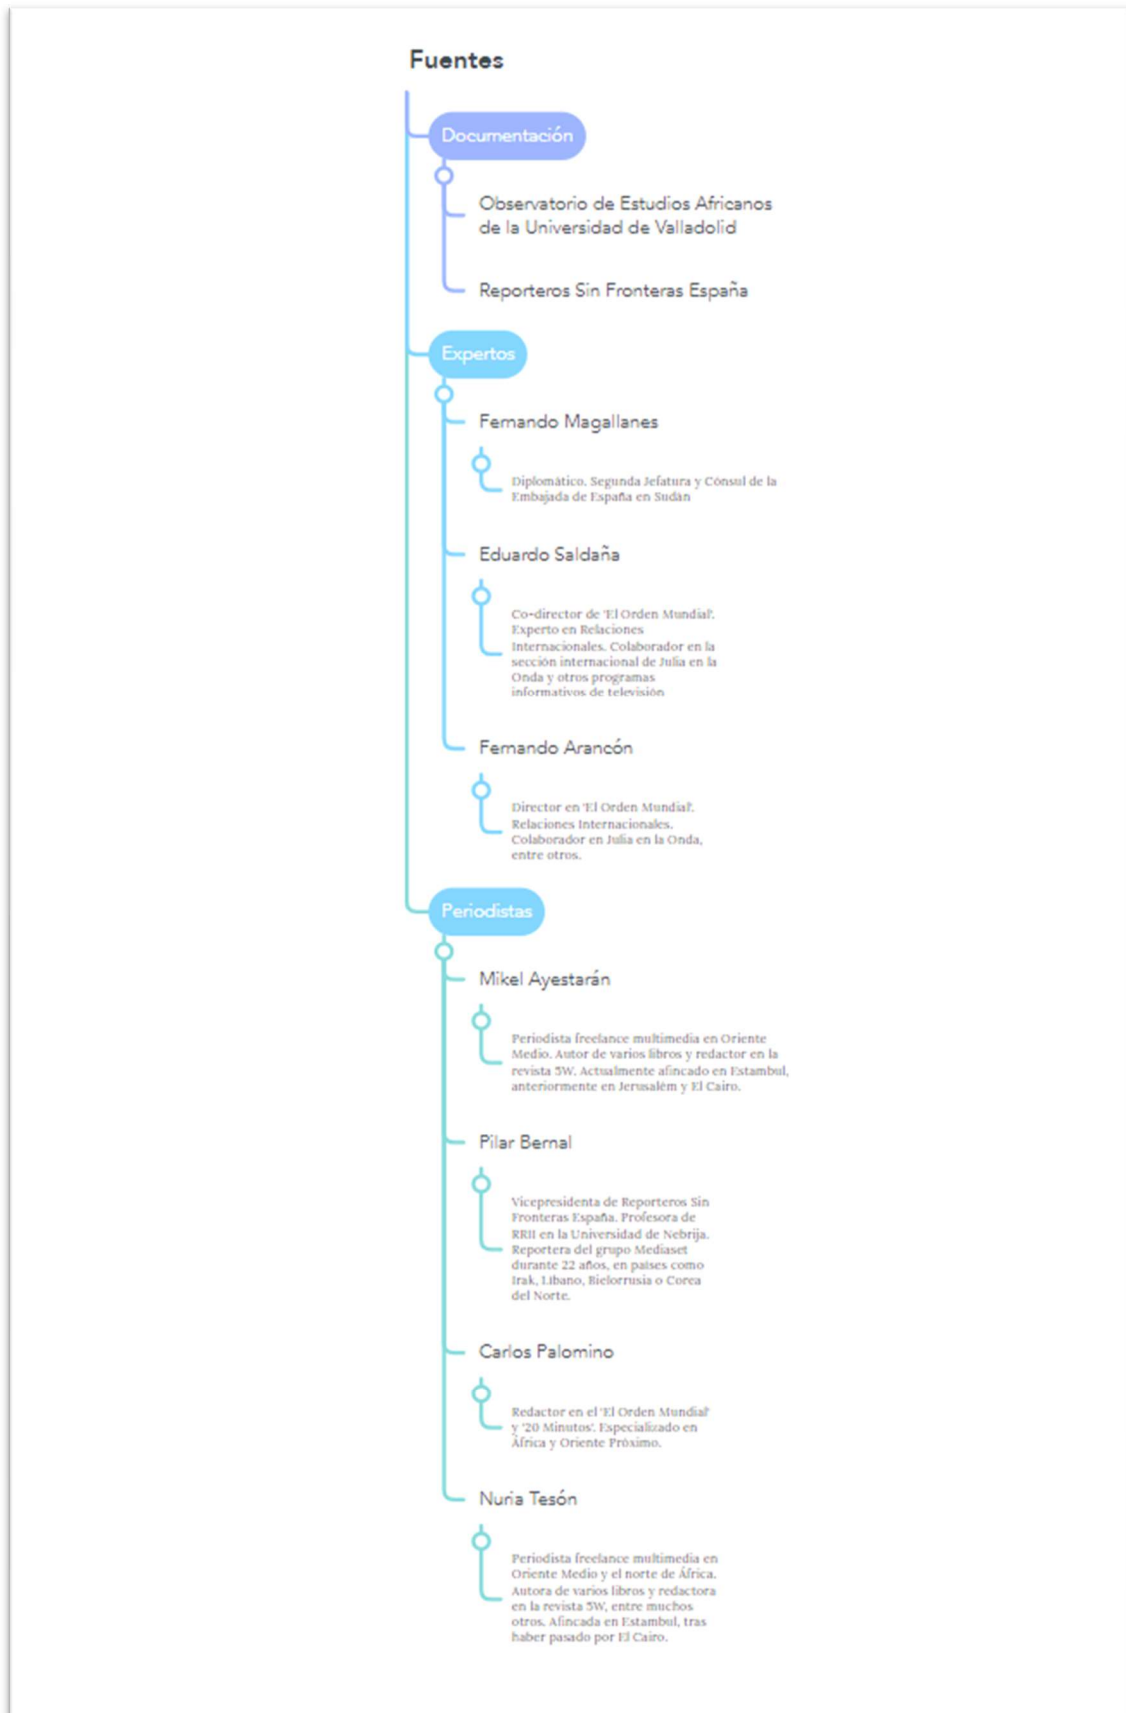 Fuentes
Documentación
Observatorio de Estudios Africanos
de la Universidad de Valladolid
Reporteros Sin Fronteras España
Expertos
Fernando Magallanes
Diplomático. Segunda Jefatura y Cónsul de la
Embajada de España en Sudán
Eduardo Saldaña
Co-director de 'El Orden Mundial'.
Experto en Relaciones
Internacionales. Colaborador en la
sección internacional de Julia en la
Onda y otros programas
informativos de televisión
Fernando Arancón
Director en 'El Orden Mundial'.
Relaciones Internacionales.
Colaborador en Julia en la Onda,
entre otros.
Periodistas
Mikel Ayestarán
Periodista freelance multimedia en Oriente
Medio. Autor de varios libros y redactor en la
revista 5W. Actualmente afincado en Estambul,
anteriormente en Jerusalém y El Cairo.
Pilar Bernal
Vicepresidenta de Reporteros Sin
Fronteras España. Profesora de
RRII en la Universidad de Nebrija.
Reportera del grupo Mediaset
durante 22 años, en países como
Irak, Líbano, Bielorrusia o Corea
del Norte.
Carlos Palomino
Redactor en el 'El Orden Mundial'
y '20 Minutos'. Especializado en
África y Oriente Próximo.
Nuria Tesón
Periodista freelance multimedia en
Oriente Medio y el norte de África.
Autora de varios libros y redactora
en la revista 5W, entre muchos
otros. Afincada en Estambul, tras
haber pasado por El Cairo.